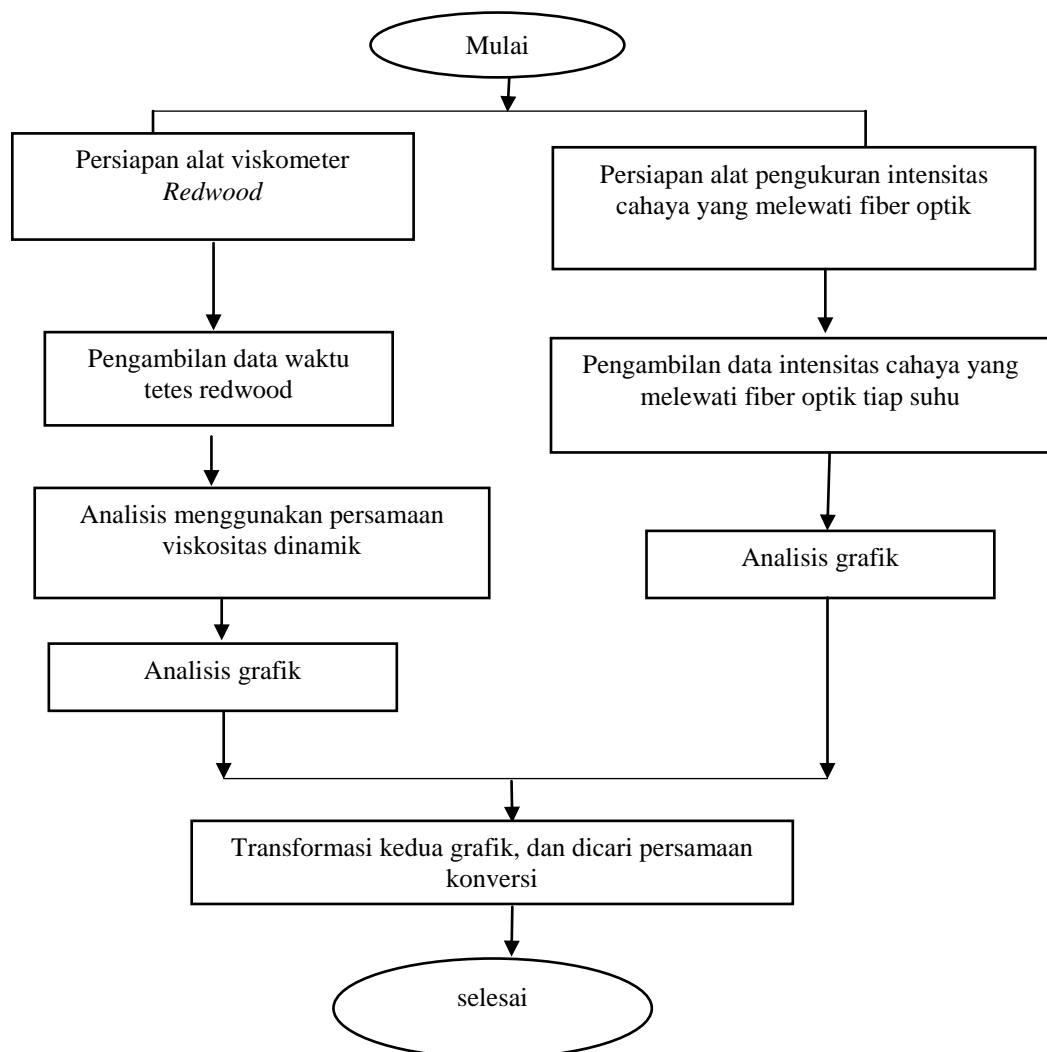 Mulai
Persiapan alat viskometer
Redwood
Persiapan alat pengukuran intensitas
cahaya yang melewati fiber optik
Pengambilan data waktu
tetes redwood
Pengambilan data intensitas cahaya yang
melewati fiber optik tiap suhu
Analisis menggunakan persamaan
viskositas dinamik
Analisis grafik
Analisis grafik
Transformasi kedua grafik, dan dicari persamaan
konversi
selesai